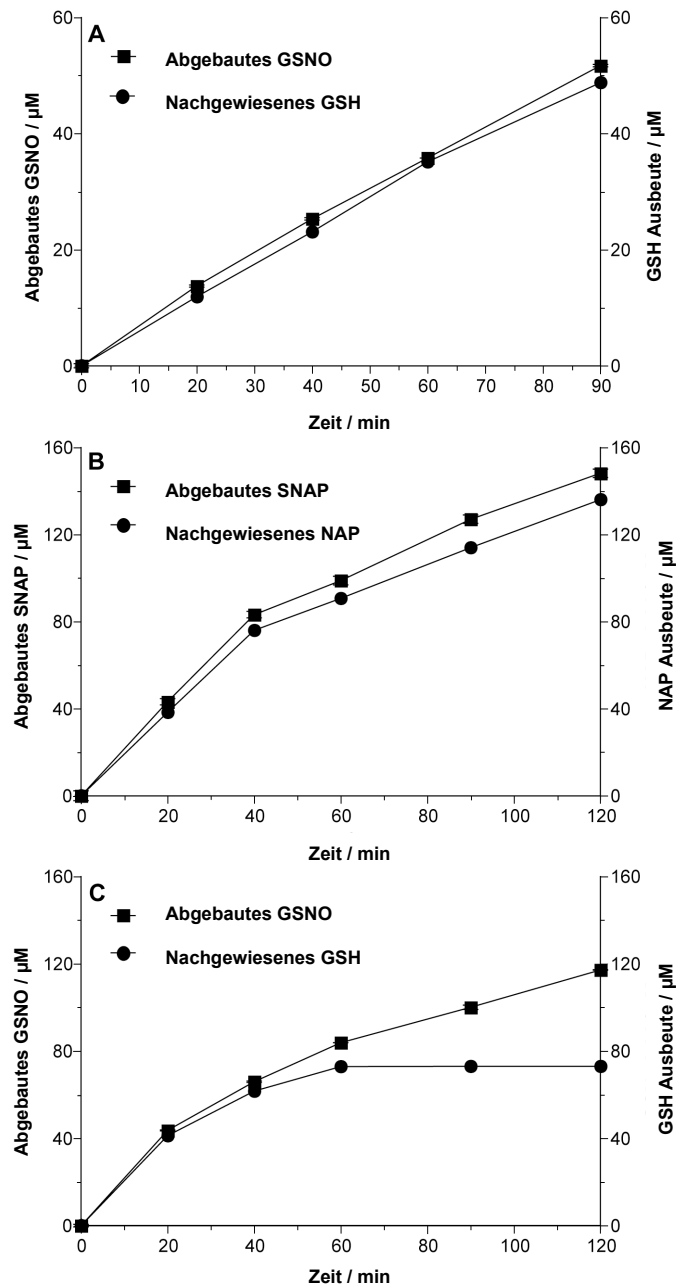 A
Abgebautes GSNO
Nachgewiesenes GSH
Abgebautes GSNO / µM
GSH Ausbeute / µM
60
40
20
0
60
40
20
0
0 10 20 30 40 50 60 70 80 90
Zeit / min
B
Abgebautes SNAP
Nachgewiesenes NAP
Abgebautes SNAP / µM
NAP Ausbeute / µM
160
120
80
40
0
160
120
80
40
0
0 20 40 60 80 100 120
Zeit / min
C
Abgebautes GSNO
Nachgewiesenes GSH
Abgebautes GSNO / µM
GSH Ausbeute / µM
160
120
80
40
0
160
120
80
40
0
0 20 40 60 80 100 120
Zeit / min